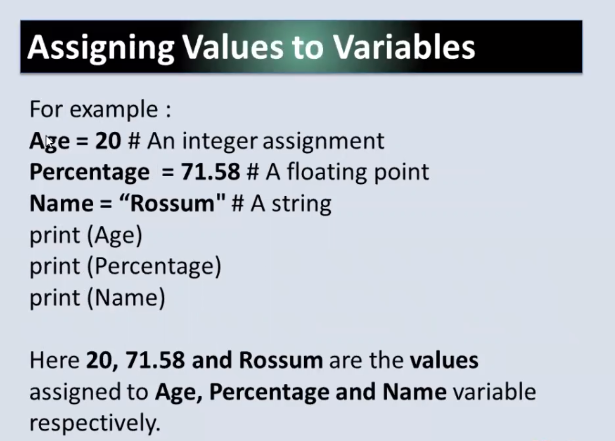 Assigning Values to Variables
For example :
Age = 20 # An integer assignment
Percentage  = 71.58 # A floating point
Name = “Rossum" # A string
print (Age)
print (Percentage)
print (Name)
Here 20, 71.58 and Rossum are the values
assigned to Age, Percentage and Name variable
respectively.